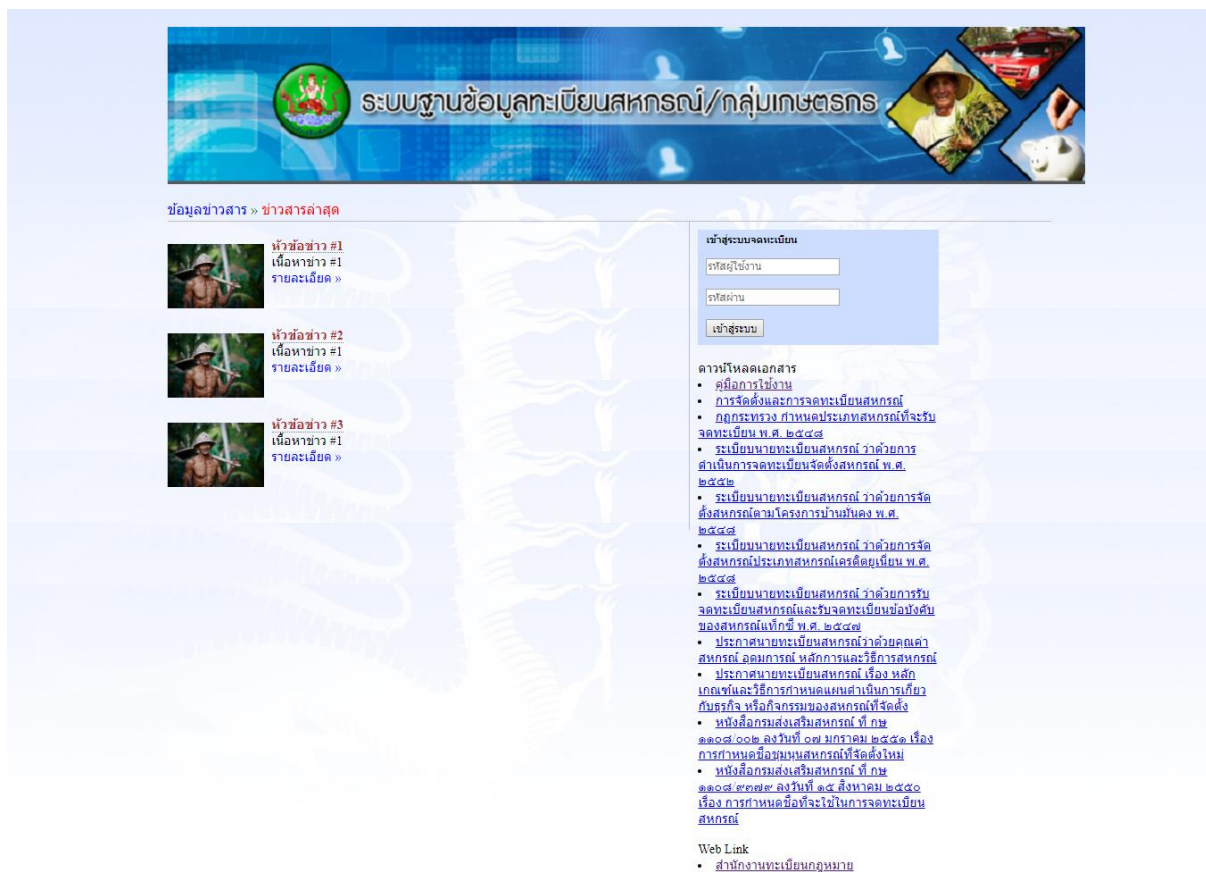 ระบบฐานข้อมูลทะเบียนสหกรณ์/กลุ่มเกษตรกร
ข้อมูลข่าวสาร » ข่าวสารล่าสุด
หัวข้อข่าว #1
เนื้อหาข่าว #1
รายละเอียด »
หัวข้อข่าว #2
เนื้อหาข่าว #1
รายละเอียด »
หัวข้อข่าว #3
เนื้อหาข่าว #1
รายละเอียด »
เข้าสู่ระบบจดทะเบียน
รหัสผู้ใช้งาน
รหัสผ่าน
เข้าสู่ระบบ
ดาวน์โหลดเอกสาร
• คู่มือการใช้งาน
• การจัดตั้งและการจดทะเบียนสหกรณ์
• กฎกระทรวง กำหนดประเภทสหกรณ์ที่จะรับ
จดทะเบียน พ.ศ. ๒๕๔๘
• ระเบียบนายทะเบียนสหกรณ์ ว่าด้วยการ
ดำเนินการจดทะเบียนจัดตั้งสหกรณ์ พ.ศ.
๒๕๕๒
• ระเบียบนายทะเบียนสหกรณ์ ว่าด้วยการจัด
ตั้งสหกรณ์ตามโครงการบ้านมั่นคง พ.ศ.
๒๕๔๘
• ระเบียบนายทะเบียนสหกรณ์ ว่าด้วยการจัด
ตั้งสหกรณ์ประเภทสหกรณ์เครดิตยูเนี่ยน พ.ศ.
๒๕๔๘
• ระเบียบนายทะเบียนสหกรณ์ ว่าด้วยการรับ
จดทะเบียนสหกรณ์และรับจดทะเบียนข้อบังคับ
ของสหกรณ์แท็กซี่ พ.ศ. ๒๕๔๗
• ประกาศนายทะเบียนสหกรณ์ว่าด้วยคุณค่า
สหกรณ์ อุดมการณ์ หลักการและวิธีการสหกรณ์
• ประกาศนายทะเบียนสหกรณ์ เรื่อง หลัก
เกณฑ์และวิธีการกำหนดแผนดำเนินการเกี่ยว
กับธุรกิจ หรือกิจกรรมของสหกรณ์ที่จัดตั้ง
• หนังสือกรมส่งเสริมสหกรณ์ ที่ กษ
๑๑๐๘/๐๐๒ ลงวันที่ ๐๗ มกราคม ๒๕๕๑ เรื่อง
การกำหนดชื่อชุมนุมสหกรณ์ที่จัดตั้งใหม่
• หนังสือกรมส่งเสริมสหกรณ์ ที่ กษ
๑๑๐๘/๙๓๗๙ ลงวันที่ ๑๕ สิงหาคม ๒๕๕๐
เรื่อง การกำหนดชื่อที่จะใช้ในการจดทะเบียน
สหกรณ์
Web Link
• สำนักงานทะเบียนกฎหมาย